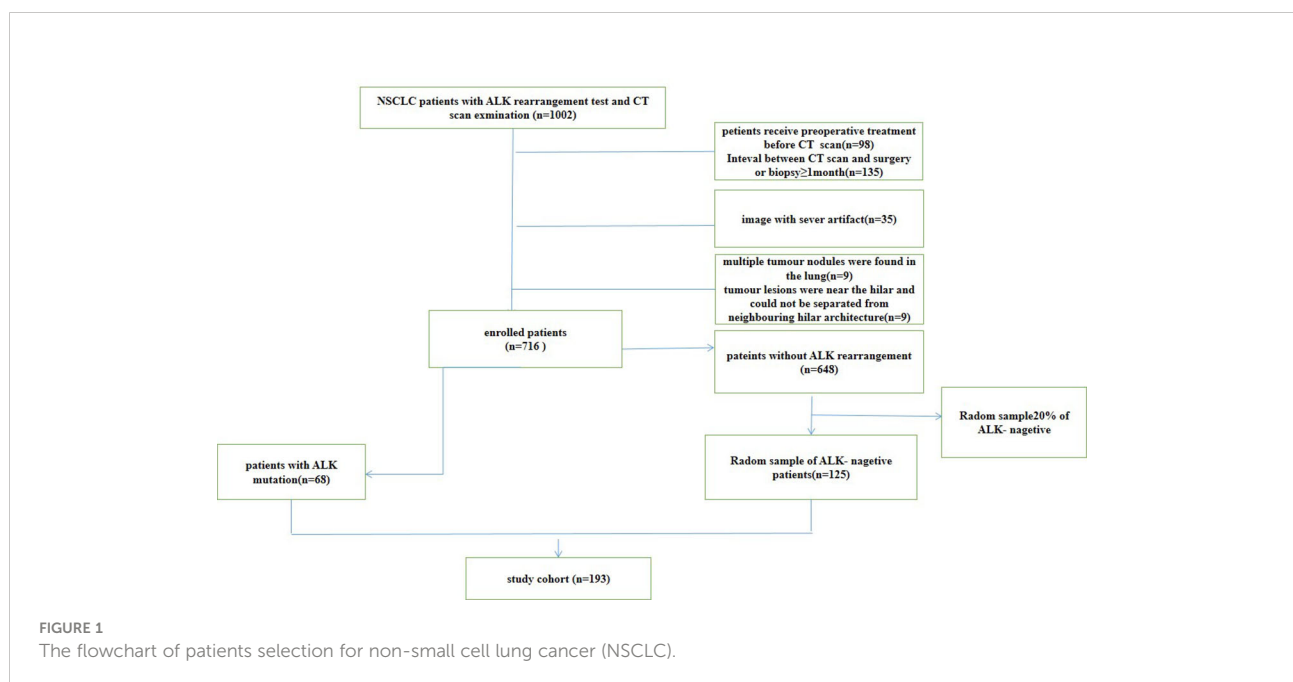 NSCLC patients with ALK rearrangement test and CT
scan exmination (n=1002)
petients receive preoperative treatment
before CT scan(n=98)
Inteval between CT scan and surgery
or biopsy≥1month(n=135)
image with sever artifact(n=35)
multiple tumour nodules were found in
the lung(n=9)
tumour lesions were near the hilar and
could not be separated from
neighbouring hilar architecture(n=9)
enrolled patients
(n=716 )
pateints without ALK rearrangement
(n=648)
Radom sample20% of
ALK- nagetive
patients with ALK
mutation(n=68)
Radom sample of ALK- nagetive
patients(n=125)
study cohort (n=193)
FIGURE 1
The flowchart of patients selection for non-small cell lung cancer (NSCLC).